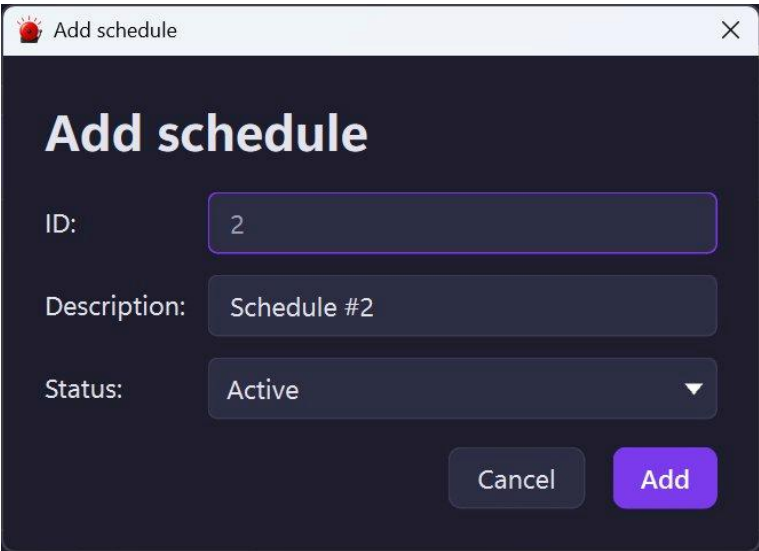 Add schedule
Add schedule
ID: 2
Description: Schedule #2
Status: Active
Cancel Add